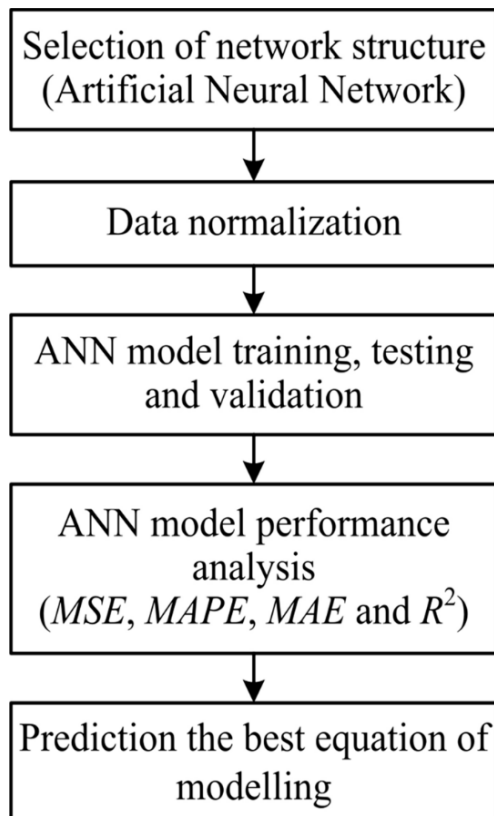 Selection of network structure
(Artificial Neural Network)
Data normalization
ANN model training, testing
and validation
ANN model performance
analysis
(MSE, MAPE, MAE and R²)
Prediction the best equation of
modelling